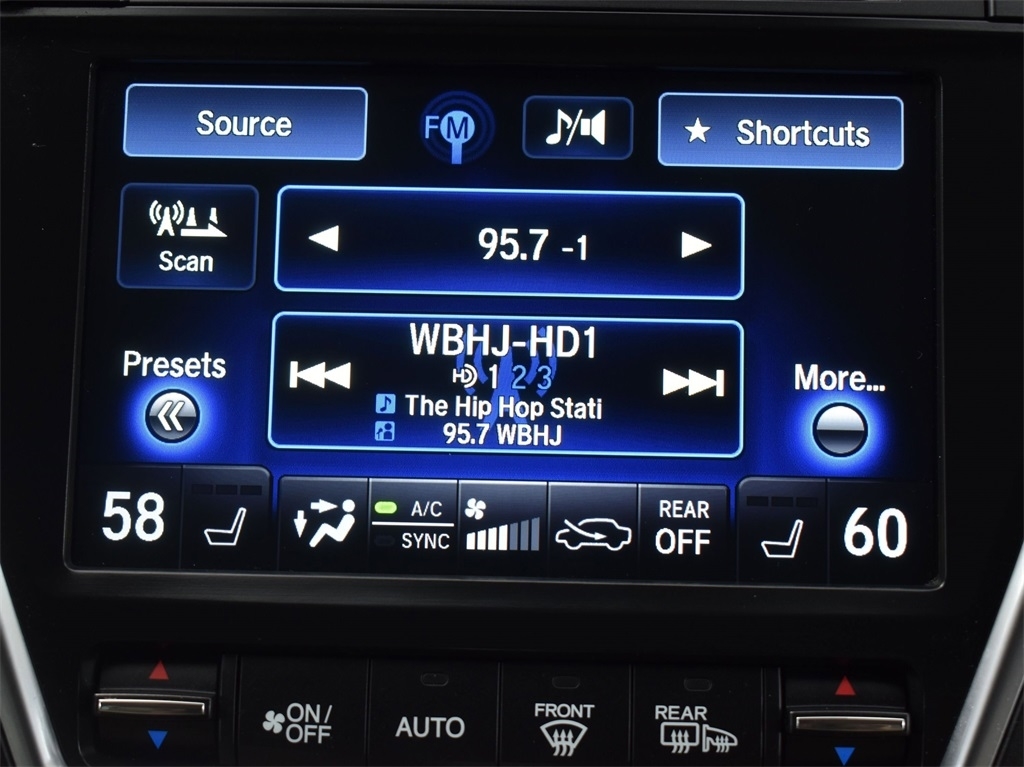 Source
FM
Shortcuts
Scan
95.7 -1
Presets
WBHJ-HD1
HD 1 2 3
The Hip Hop Stati
95.7 WBHJ
More...
58
A/C
SYNC
REAR
OFF
60
ON/
OFF
AUTO
FRONT
REAR